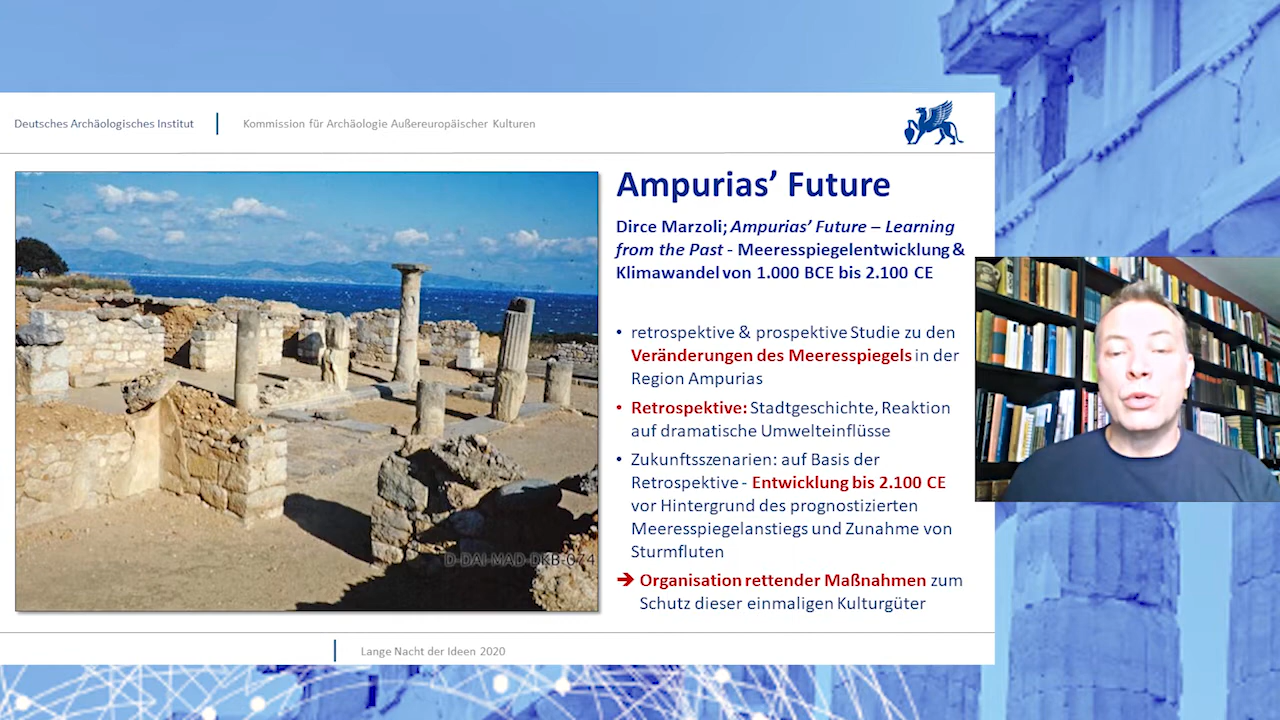 Deutsches Archäologisches Institut
Kommission für Archäologie Außereuropäischer Kulturen
Ampurias’ Future
Dirce Marzoli; Ampurias’ Future – Learning
from the Past - Meeresspiegelentwicklung &
Klimawandel von 1.000 BCE bis 2.100 CE
• retrospektive & prospektive Studie zu den
Veränderungen des Meeresspiegels in der
Region Ampurias
• Retrospektive: Stadtgeschichte, Reaktion
auf dramatische Umwelteinflüsse
• Zukunftsszenarien: auf Basis der
Retrospektive - Entwicklung bis 2.100 CE
vor Hintergrund des prognostizierten
Meeresspiegelanstiegs und Zunahme von
Sturmfluten
➔ Organisation rettender Maßnahmen zum
Schutz dieser einmaligen Kulturgüter
D-DAI-MAD-DKB-074
Lange Nacht der Ideen 2020